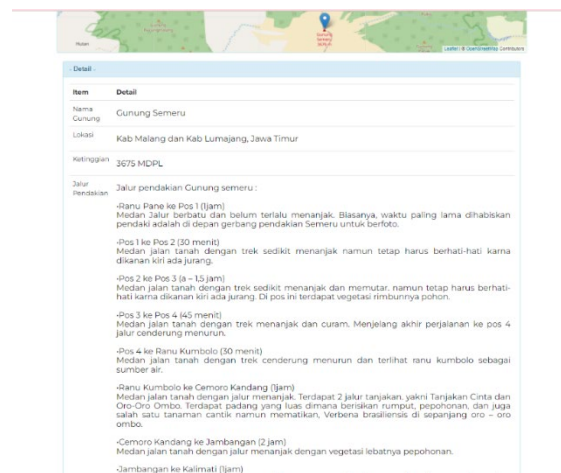 Hutan
Gunung
Semeru
Leaflet | © OpenStreetMap Contributors
- Detail -
Item Detail
Nama Gunung Gunung Semeru
Lokasi Kab Malang dan Kab Lumajang, Jawa Timur
Ketinggian 3675 MDPL
Jalur Pendakian Jalur pendakian Gunung semeru :
-Ranu Pane ke Pos 1 (1jam)
Medan Jalur berbatu dan belum terlalu menanjak. Biasanya, waktu paling lama dihabiskan
pendaki adalah di depan gerbang pendakian Semeru untuk berfoto.
-Pos 1 ke Pos 2 (30 menit)
Medan jalan tanah dengan trek sedikit menanjak namun tetap harus berhati-hati karna
dikanan kiri ada jurang.
-Pos 2 ke Pos 3 (a – 1,5 jam)
Medan jalan tanah dengan trek sedikit menanjak dan memutar. namun tetap harus berhati-
hati karna dikanan kiri ada jurang. Di pos ini terdapat vegetasi rimbunnya pohon.
-Pos 3 ke Pos 4 (45 menit)
Medan jalan tanah dengan trek menanjak dan curam. Menjelang akhir perjalanan ke pos 4
jalur cenderung menurun.
-Pos 4 ke Ranu Kumbolo (30 menit)
Medan jalan tanah dengan trek cenderung menurun dan terlihat ranu kumbolo sebagai
sumber air.
-Ranu Kumbolo ke Cemoro Kandang (1jam)
Medan jalan tanah dengan jalur menanjak. Terdapat 2 jalur tanjakan, yakni Tanjakan Cinta dan
Oro-Oro Ombo. Terdapat padang yang luas dimana berisikan rumput, pepohonan, dan juga
salah satu tanaman cantik namun mematikan, Verbena brasiliensis di sepanjang oro – oro
ombo.
-Cemoro Kandang ke Jambangan (2 jam)
Medan jalan tanah dengan jalur menanjak dengan vegetasi lebatnya pepohonan.
-Jambangan ke Kalimati (1jam)